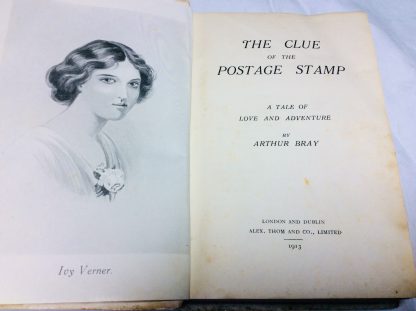 Ivy Verner.
THE CLUE
OF THE
POSTAGE STAMP
A TALE OF
LOVE AND ADVENTURE
BY
ARTHUR BRAY
LONDON AND DUBLIN
ALEX. THOM AND CO., LIMITED
1913